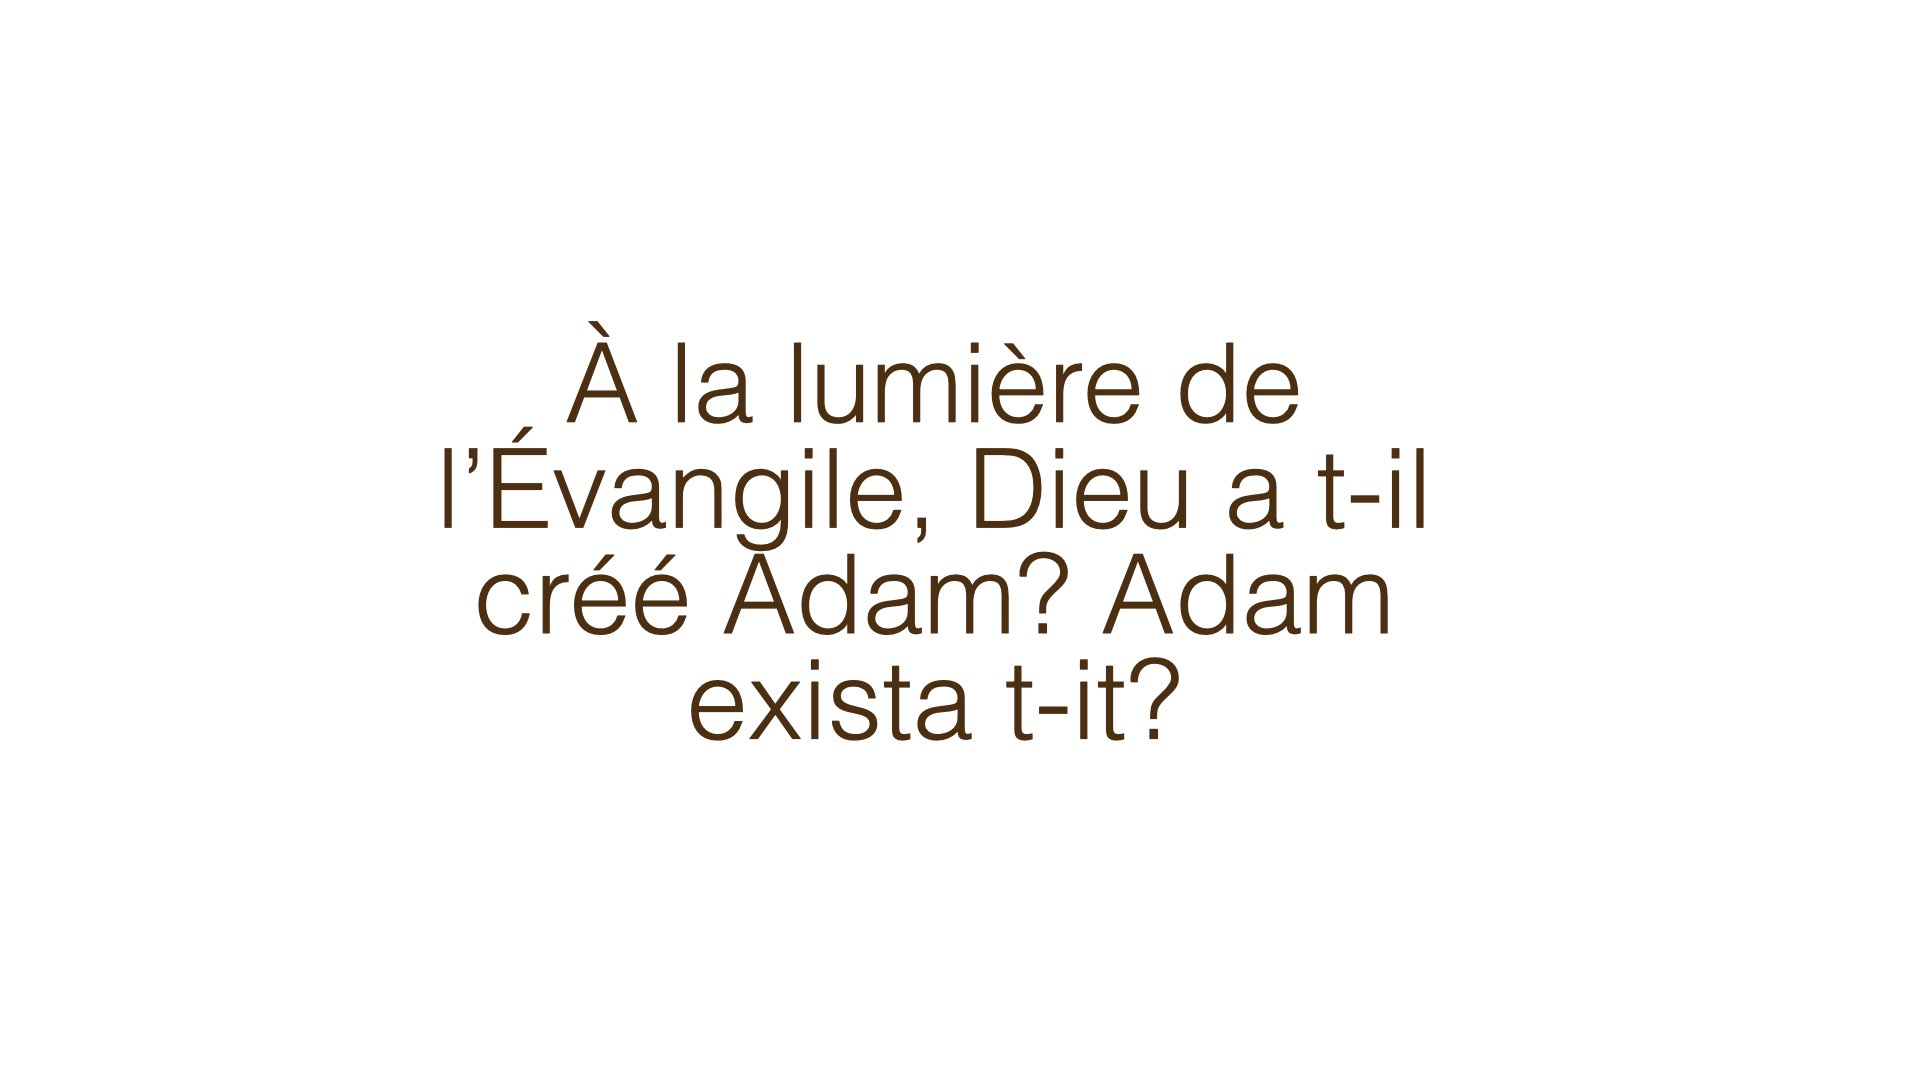 À la lumière de
l’Évangile, Dieu a t-il
créé Adam? Adam
exista t-it?